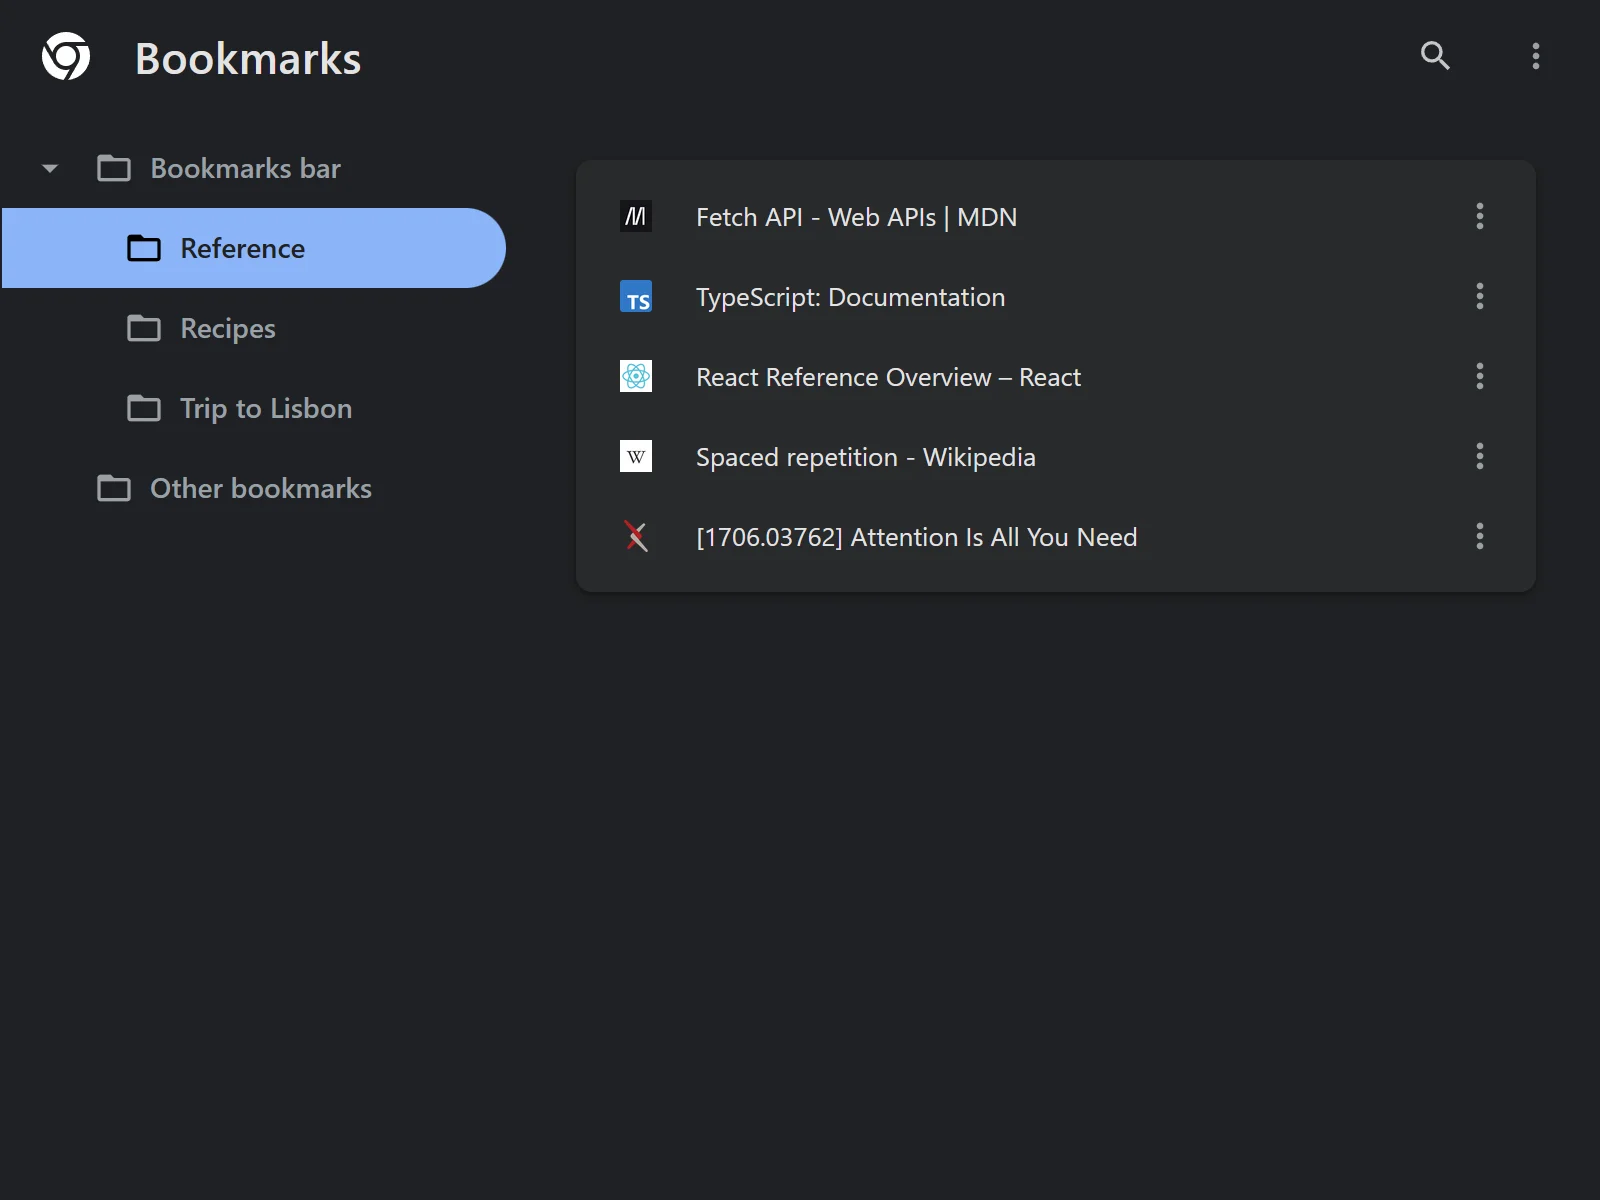 Bookmarks
Bookmarks bar
Reference
Recipes
Trip to Lisbon
Other bookmarks
Fetch API - Web APIs | MDN
TS
TypeScript: Documentation
React Reference Overview – React
W
Spaced repetition - Wikipedia
[1706.03762] Attention Is All You Need